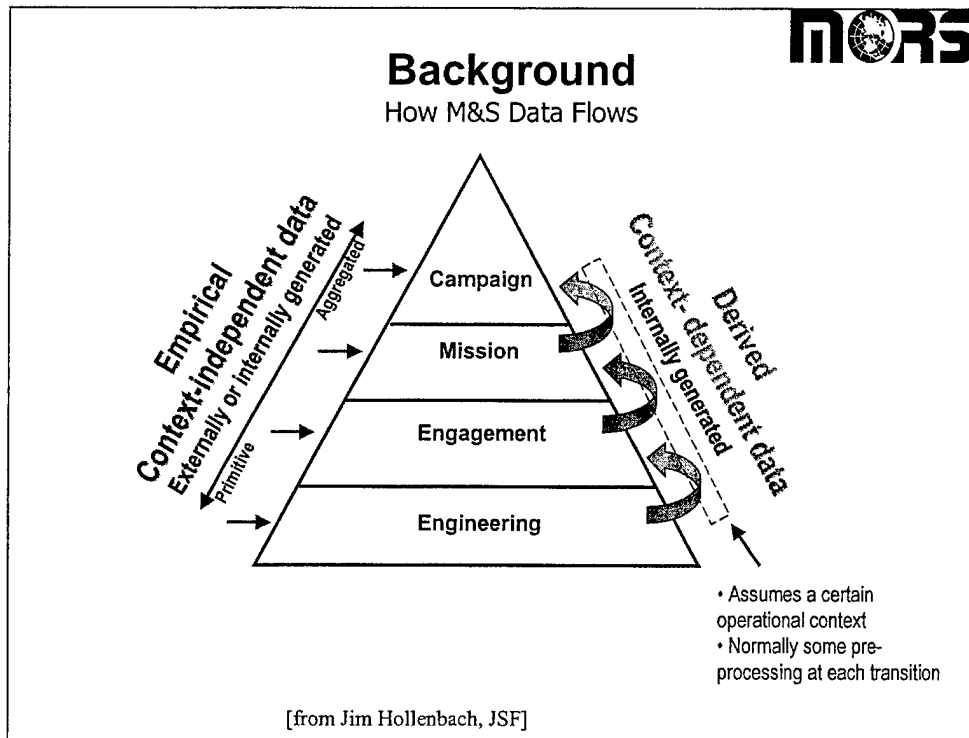 MORS
Background
How M&S Data Flows
Empirical
Context-independent data
Externally or internally generated
Aggregated
Primitive
Campaign
Mission
Engagement
Engineering
Derived
Context- dependent data
Internally generated
• Assumes a certain
operational context
• Normally some pre-
processing at each transition
[from Jim Hollenbach, JSF]